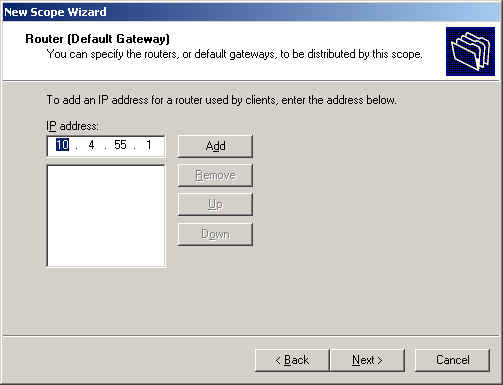 New Scope Wizard
Router (Default Gateway)
You can specify the routers, or default gateways, to be distributed by this scope.
To add an IP address for a router used by clients, enter the address below.
IP address:
10 . 4 . 55 . 1
Add
Remove
Up
Down
< Back
Next >
Cancel